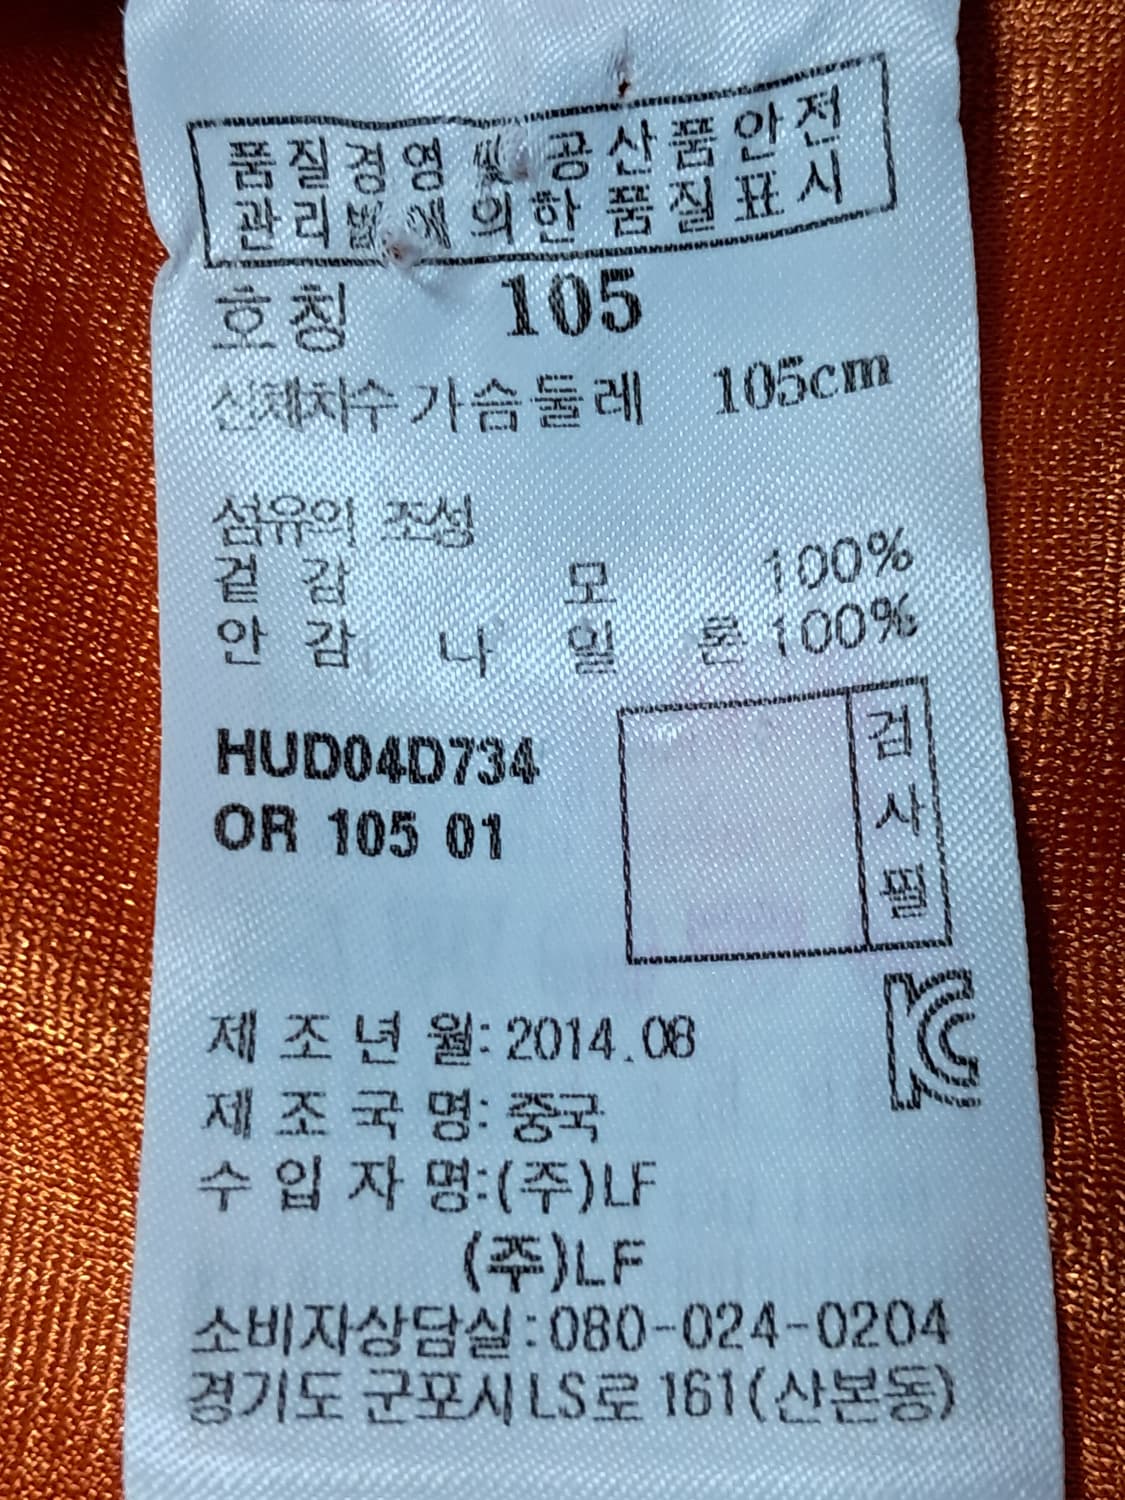 품질경영 및 공산품안전
관리법에 의한 품질표시
호칭 105
신체치수 가슴둘레 105cm
섬유의 조성
겉감 모 100%
안감 나일론 100%
HUD04D734
OR 105 01
검사필
KC
제조년월: 2014.08
제조국명: 중국
수입자명:(주)LF
(주)LF
소비자상담실:080-024-0204
경기도 군포시 LS로 161(산본동)